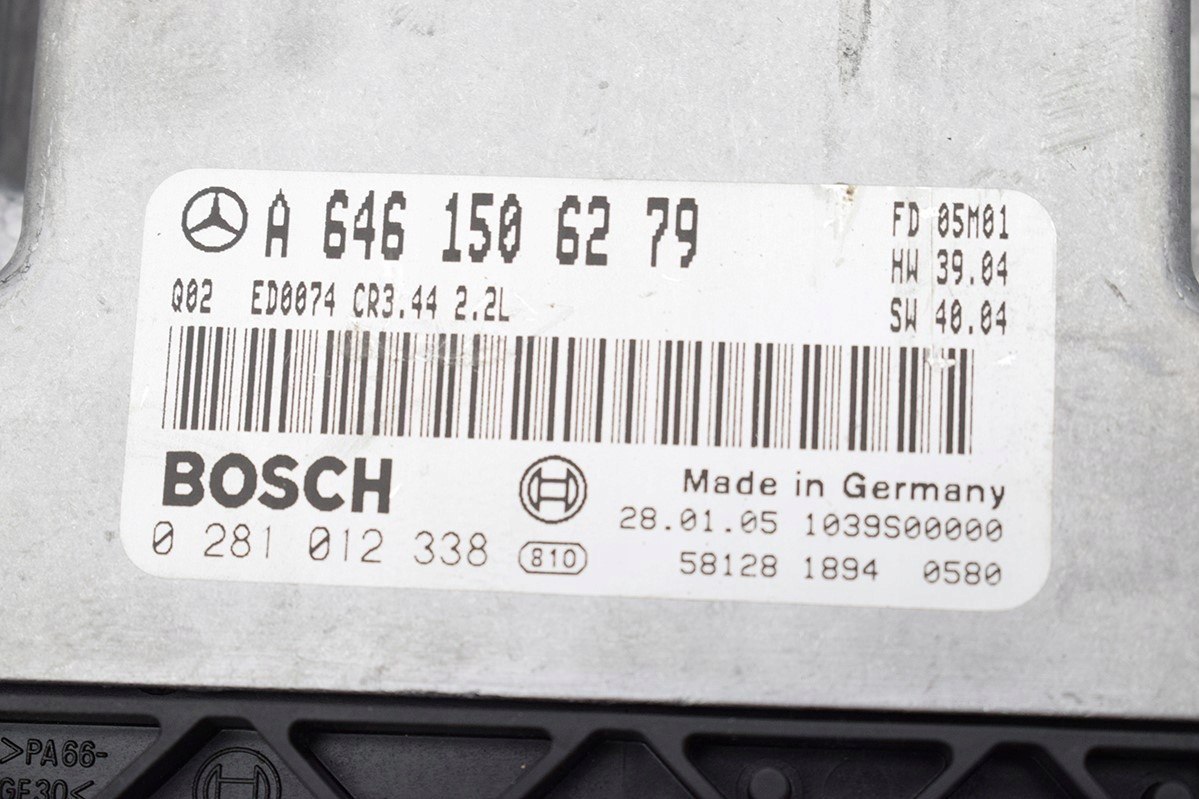 A 646 150 62 79
FD 05M01
HW 39.04
SW 40.04
Q02 ED0074 CR3.44 2.2L
BOSCH
Made in Germany
0 281 012 338
810
28.01.05 1039S00000
58128 1894 0580
>PA66-
GF30<